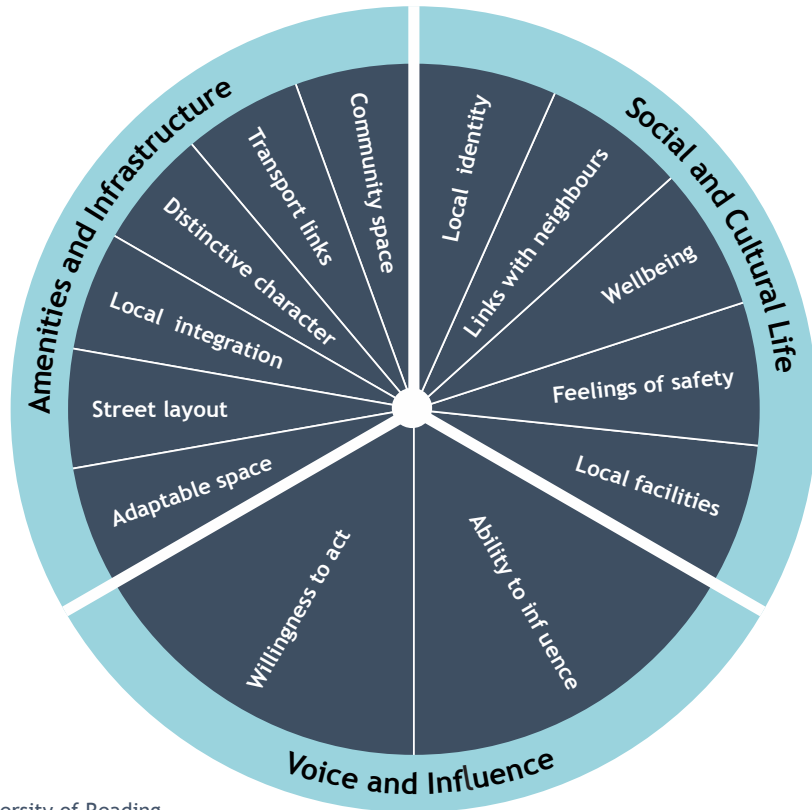 Amenities and Infrastructure
Community space
Transport links
Distinctive character
Local integration
Street layout
Adaptable space
Social and Cultural Life
Local identity
Links with neighbours
Wellbeing
Feelings of safety
Local facilities
Voice and Influence
Willingness to act
Ability to inf uence
of Reading